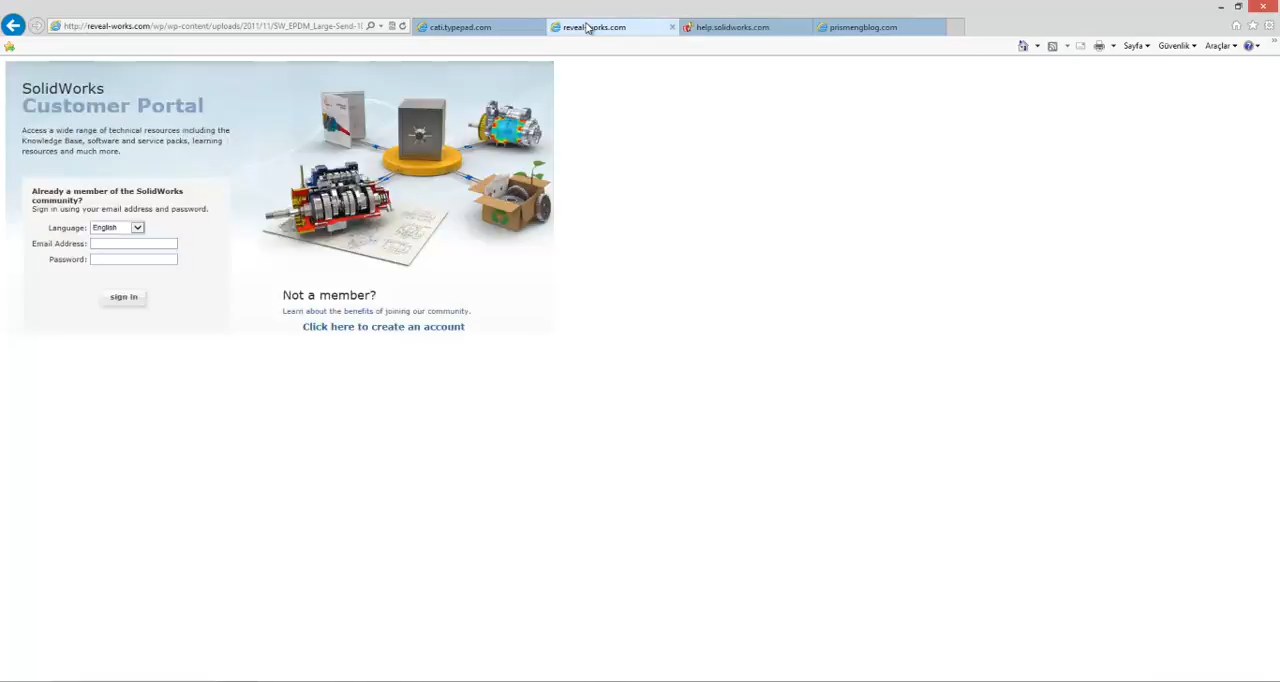 http://reveal-works.com/wp/wp-content/uploads/2011/11/SW_EPDM_Large-Send-1(
cati.typepad.com
reveal-works.com
help.solidworks.com
prismengblog.com
Sayfa
Güvenlik
Araçlar
SolidWorks
Customer Portal
Access a wide range of technical resources including the
Knowledge Base, software and service packs, learning
resources and much more.
Already a member of the SolidWorks
community?
Sign in using your email address and password.
Language: English
Email Address:
Password:
sign in
Not a member?
Learn about the benefits of joining our community.
Click here to create an account